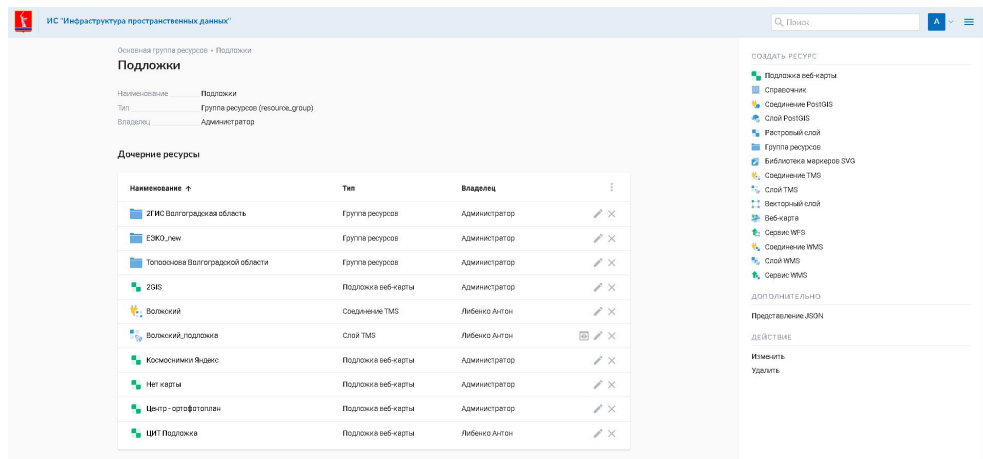 ИС "Инфраструктура пространственных данных"
Поиск
А
Основная группа ресурсов • Подложки
Подложки
Наименование Подложки
Тип Группа ресурсов (resource_group)
Владелец Администратор
Дочерние ресурсы
Наименование ↑ Тип Владелец
2ГИС Волгоградская область Группа ресурсов Администратор
ЕЭКО_new Группа ресурсов Администратор
Топооснова Волгоградской области Группа ресурсов Администратор
2GIS Подложка веб-карты Администратор
Волжский Соединение TMS Либенко Антон
Волжский_подложка Слой TMS Либенко Антон
Космоснимки Яндекс Подложка веб-карты Администратор
Нет карты Подложка веб-карты Администратор
Центр - ортофотоплан Подложка веб-карты Администратор
ЦИТ Подложка Подложка веб-карты Либенко Антон
СОЗДАТЬ РЕСУРС
Подложка веб-карты
Справочник
Соединение PostGIS
Слой PostGIS
Растровый слой
Группа ресурсов
Библиотека маркеров SVG
Соединение TMS
Слой TMS
Векторный слой
Веб-карта
Сервис WFS
Соединение WMS
Слой WMS
Сервис WMS
ДОПОЛНИТЕЛЬНО
Представление JSON
ДЕЙСТВИЕ
Изменить
Удалить